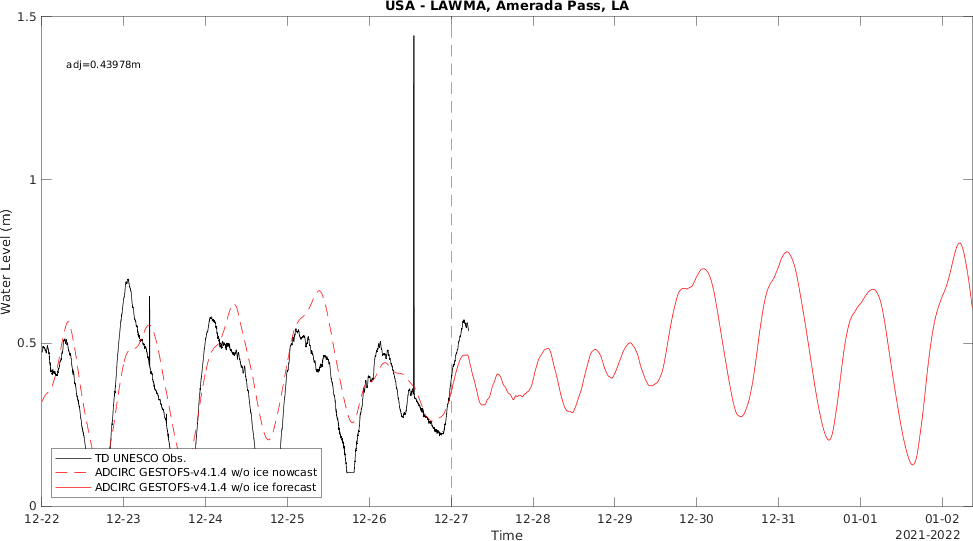 USA - LAWMA, Amerada Pass, LA
1.5
adj=0.43978m
1
Water Level (m)
0.5
TD UNESCO Obs.
ADCIRC GESTOFS-v4.1.4 w/o ice nowcast
ADCIRC GESTOFS-v4.1.4 w/o ice forecast
0
12-22 12-23 12-24 12-25 12-26 12-27 12-28 12-29 12-30 12-31 01-01 01-02
Time
2021-2022